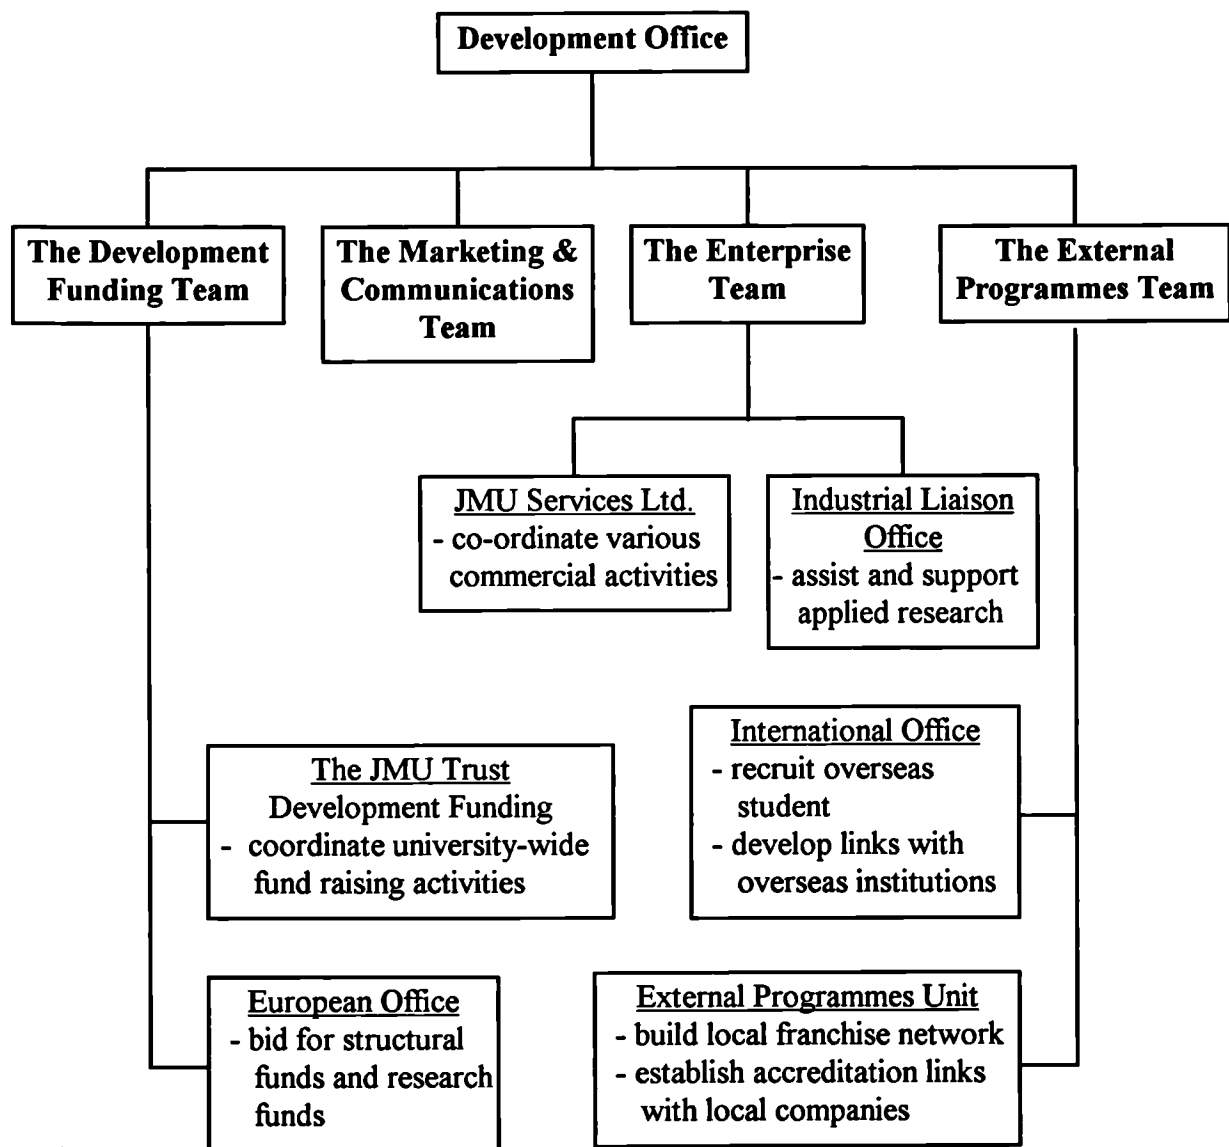 Development Office
The Development
Funding Team
The Marketing &
Communications
Team
The Enterprise
Team
The External
Programmes Team
JMU Services Ltd.
- co-ordinate various
commercial activities
Industrial Liaison
Office
- assist and support
applied research
The JMU Trust
Development Funding
- coordinate university-wide
fund raising activities
International Office
- recruit overseas
student
- develop links with
overseas institutions
European Office
- bid for structural
funds and research
funds
External Programmes Unit
- build local franchise network
- establish accreditation links
with local companies